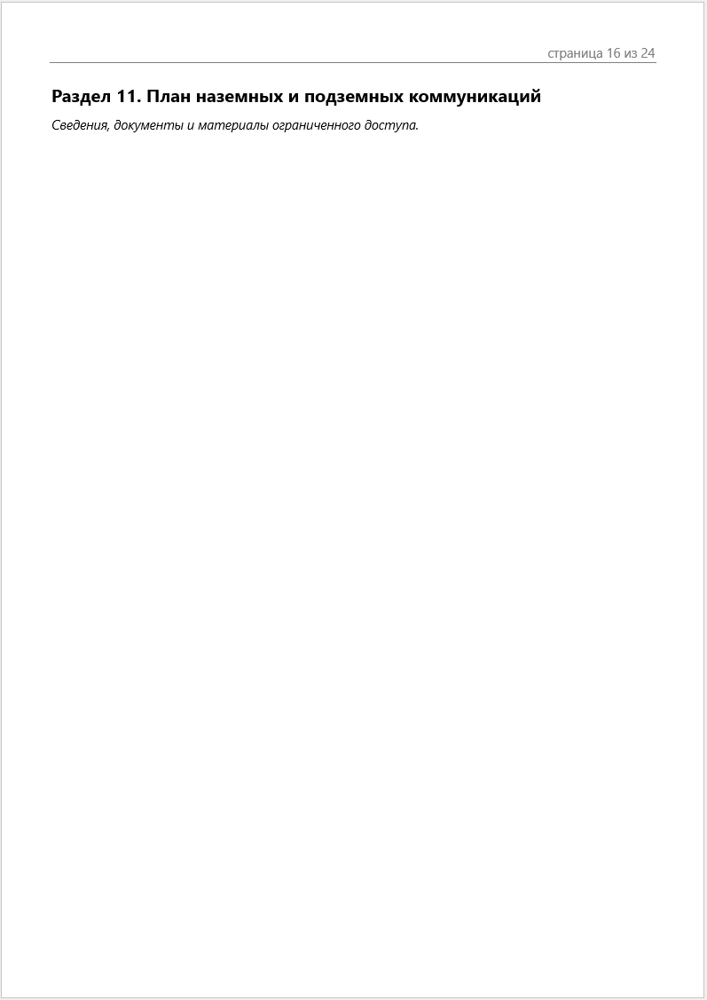 страница 16 из 24
Раздел 11. План наземных и подземных коммуникаций
Сведения, документы и материалы ограниченного доступа.